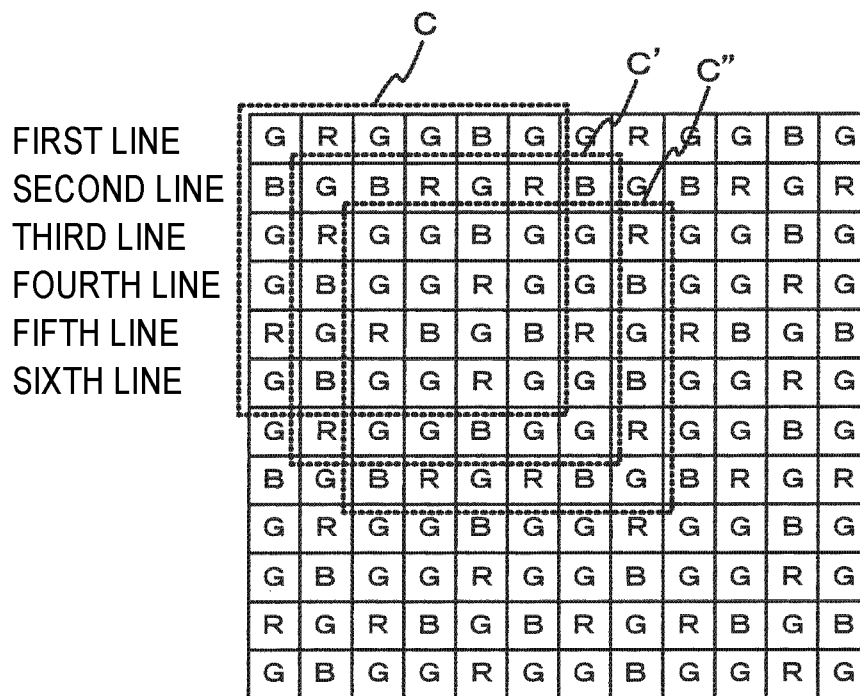 C
C' C"
FIRST LINE G R G G B G G R G G B G
SECOND LINE B G B R G R B G B R G R
THIRD LINE G R G G B G G R G G B G
FOURTH LINE G B G G R G G B G G R G
FIFTH LINE R G R B G B R G R B G B
SIXTH LINE G B G G R G G B G G R G
G R G G B G G R G G B G
B G B R G R B G B R G R
G R G G B G G R G G B G
G B G G R G G B G G R G
R G R B G B R G R B G B
G B G G R G G B G G R G